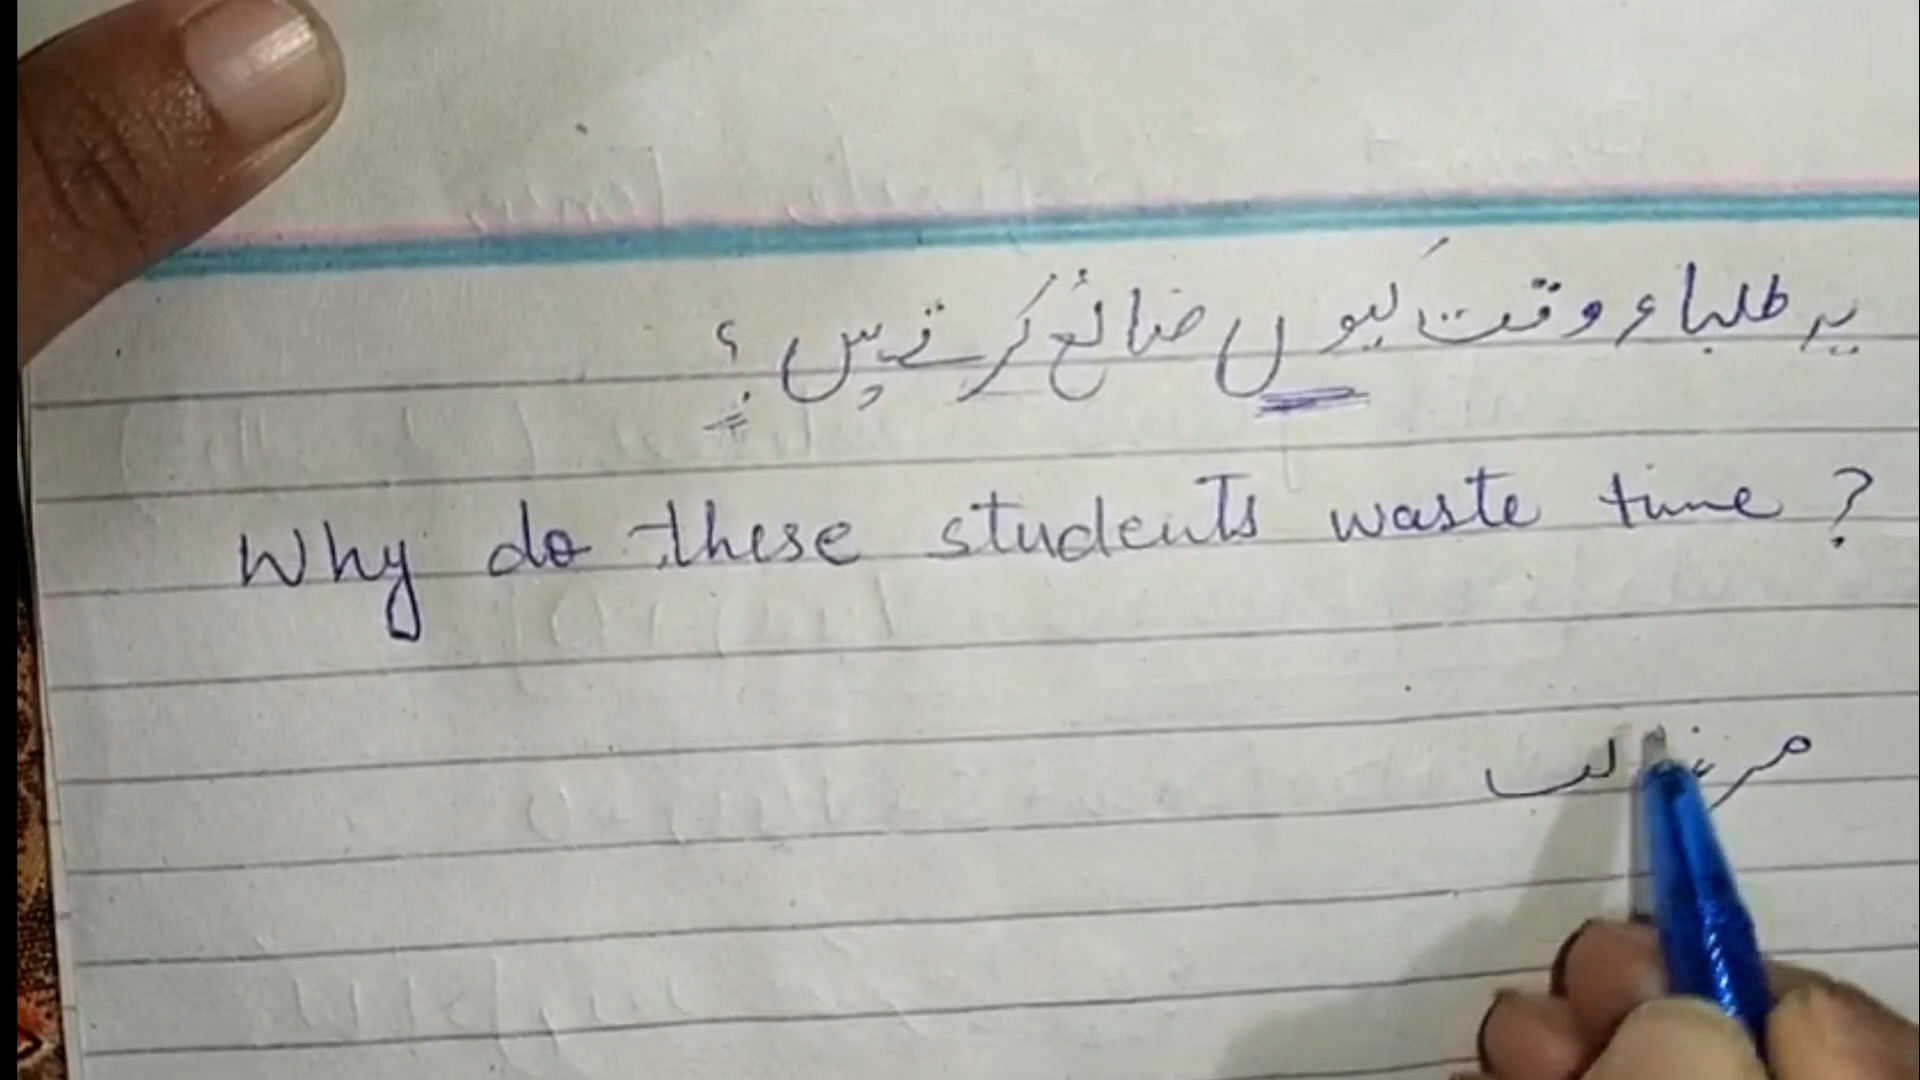 یہ طلباء وقت کیوں ضائع کرتے ہیں ؟
Why do these students waste time ?